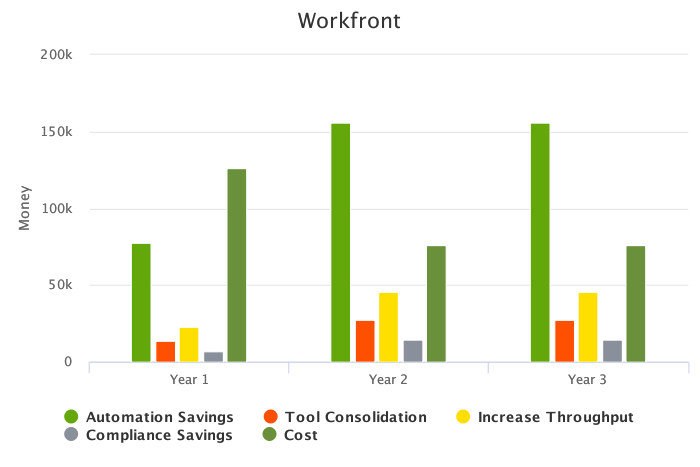 Workfront
200k
150k
100k
50k
0
Money
Year 1 Year 2 Year 3
Automation Savings Tool Consolidation Increase Throughput
Compliance Savings Cost